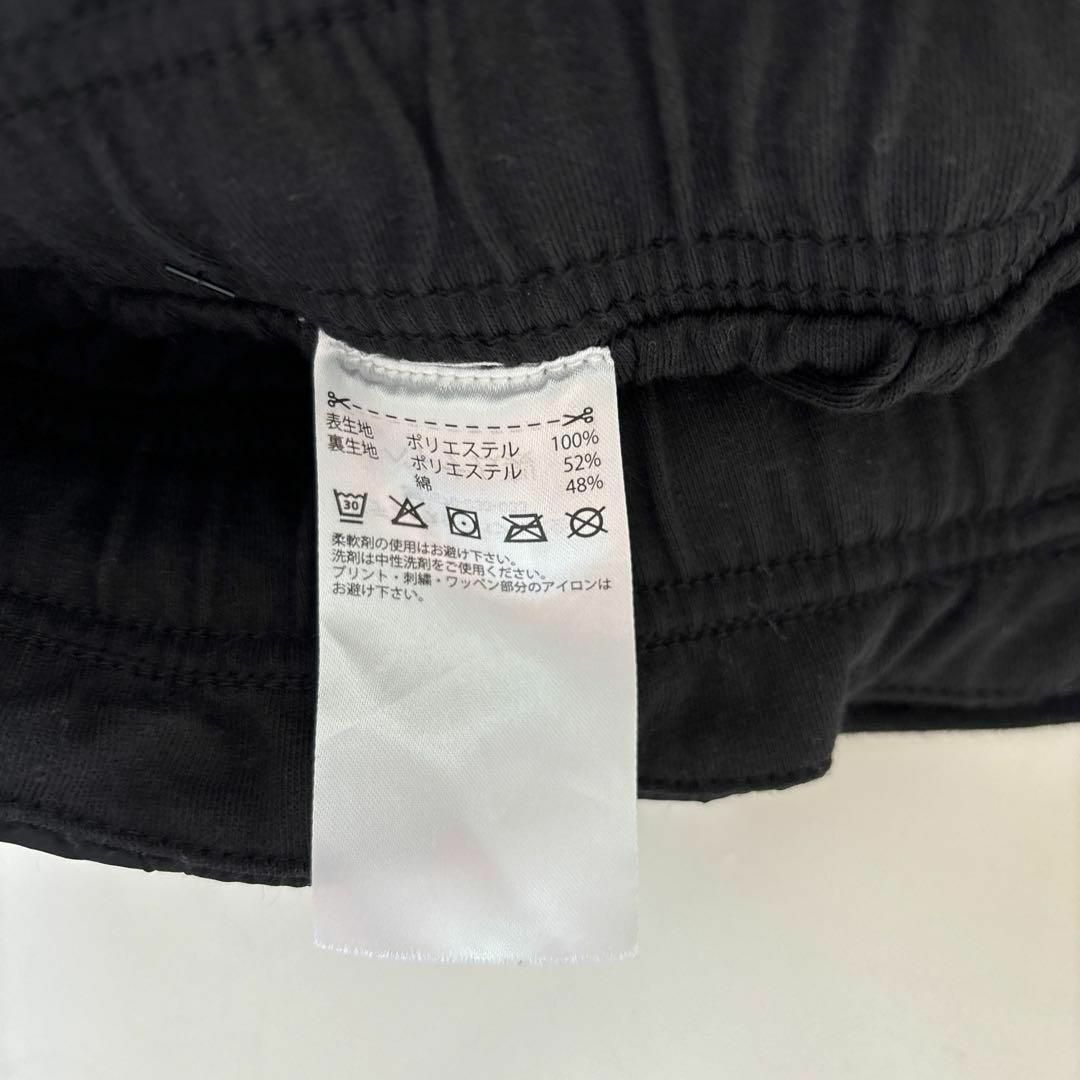 表生地 ポリエステル 100%
裏生地 ポリエステル 52%
綿 48%
30
柔軟剤の使用はお避け下さい。
洗剤は中性洗剤をご使用ください。
プリント・刺繍・ワッペン部分のアイロンは
お避け下さい。